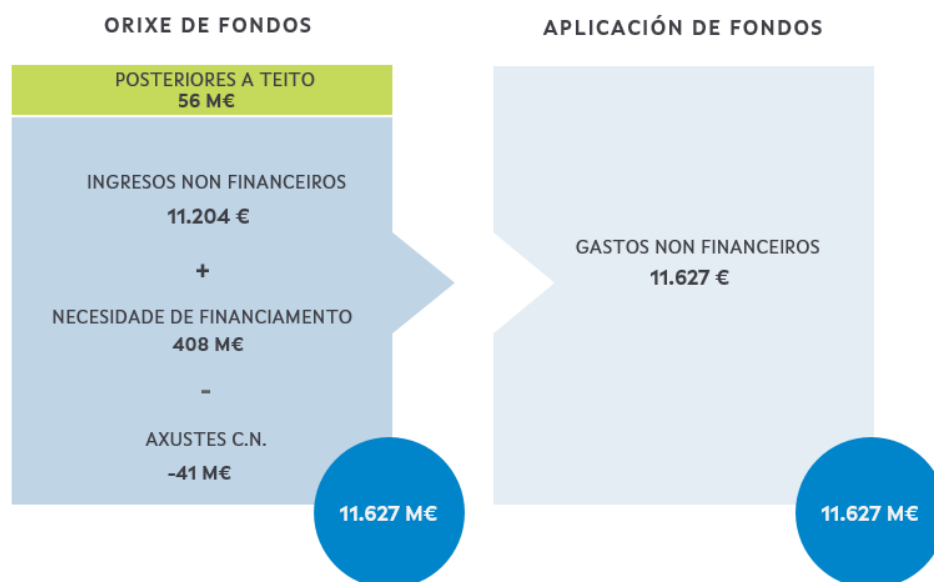 ORIXE DE FONDOS
POSTERIORES A TEITO
56 M€
INGRESOS NON FINANCEIROS
11.204 €
+
NECESIDADE DE FINANCIAMENTO
408 M€
-
AXUSTES C.N.
-41 M€
11.627 M€
APLICACIÓN DE FONDOS
GASTOS NON FINANCEIROS
11.627 €
11.627 M€